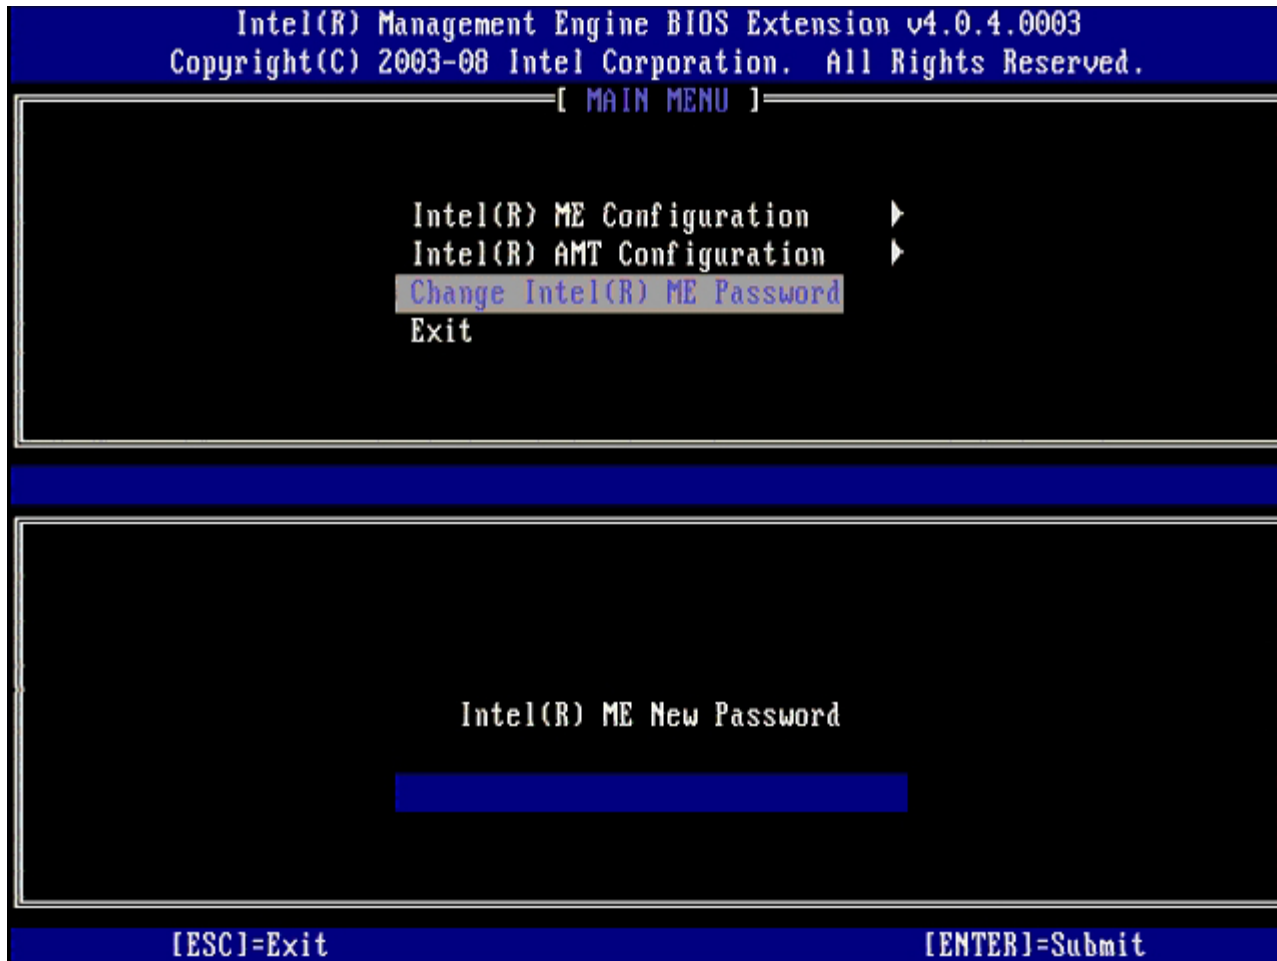 Intel(R) Management Engine BIOS Extension v4.0.4.0003
Copyright(C) 2003-08 Intel Corporation.  All Rights Reserved.
[ MAIN MENU ]
Intel(R) ME Configuration
Intel(R) AMT Configuration
Change Intel(R) ME Password
Exit
Intel(R) ME New Password
[ESC]=Exit [ENTER]=Submit